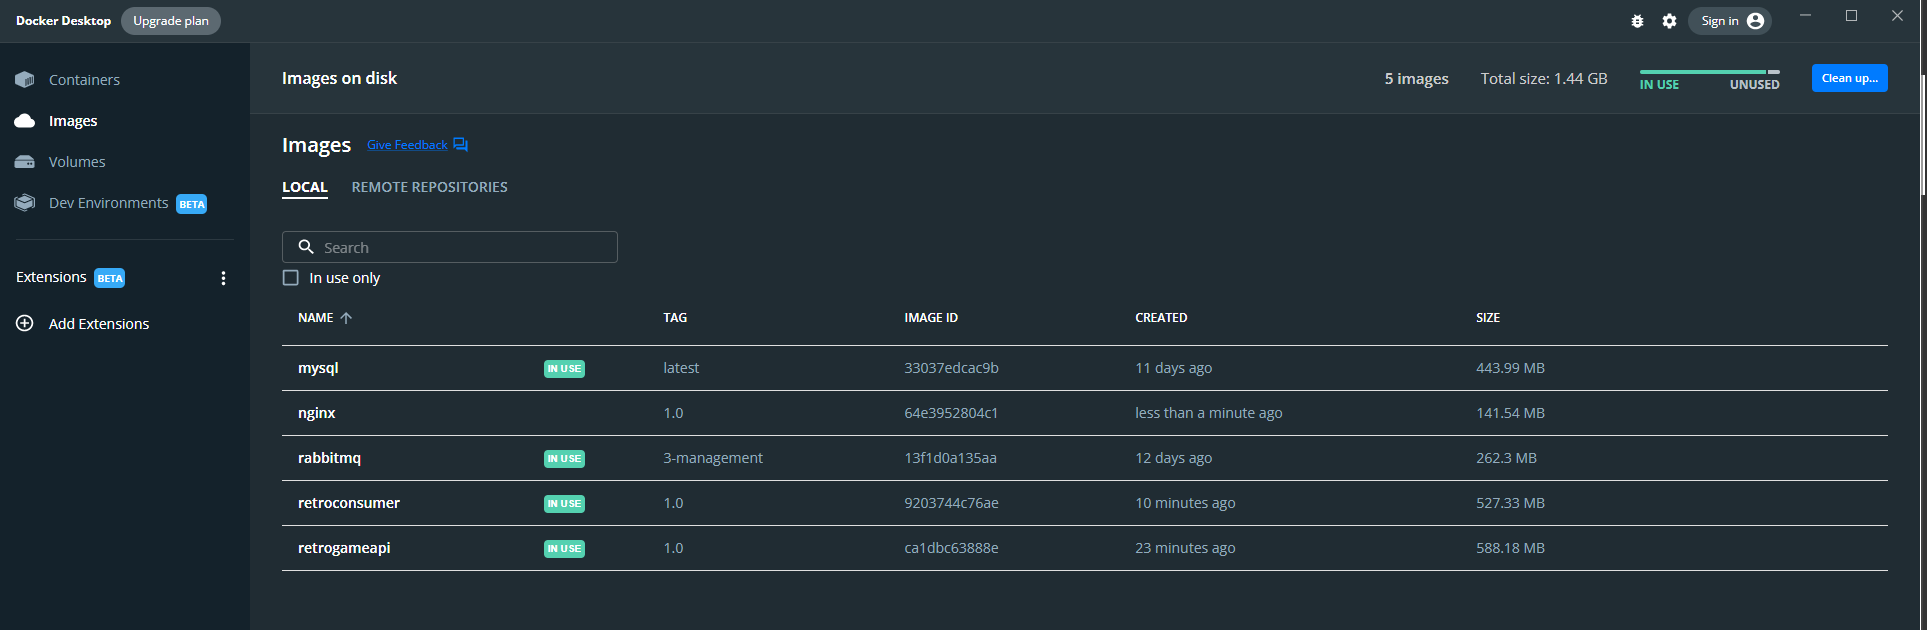 Docker Desktop Upgrade plan Sign in
Containers
Images
Volumes
Dev Environments BETA
Extensions BETA
Add Extensions
Images on disk 5 images Total size: 1.44 GB IN USE UNUSED Clean up...
Images Give Feedback
LOCAL REMOTE REPOSITORIES
Search
In use only
NAME TAG IMAGE ID CREATED SIZE
mysql IN USE latest 33037edcac9b 11 days ago 443.99 MB
nginx 1.0 64e3952804c1 less than a minute ago 141.54 MB
rabbitmq IN USE 3-management 13f1d0a135aa 12 days ago 262.3 MB
retroconsumer IN USE 1.0 9203744c76ae 10 minutes ago 527.33 MB
retrogameapi IN USE 1.0 ca1dbc63888e 23 minutes ago 588.18 MB